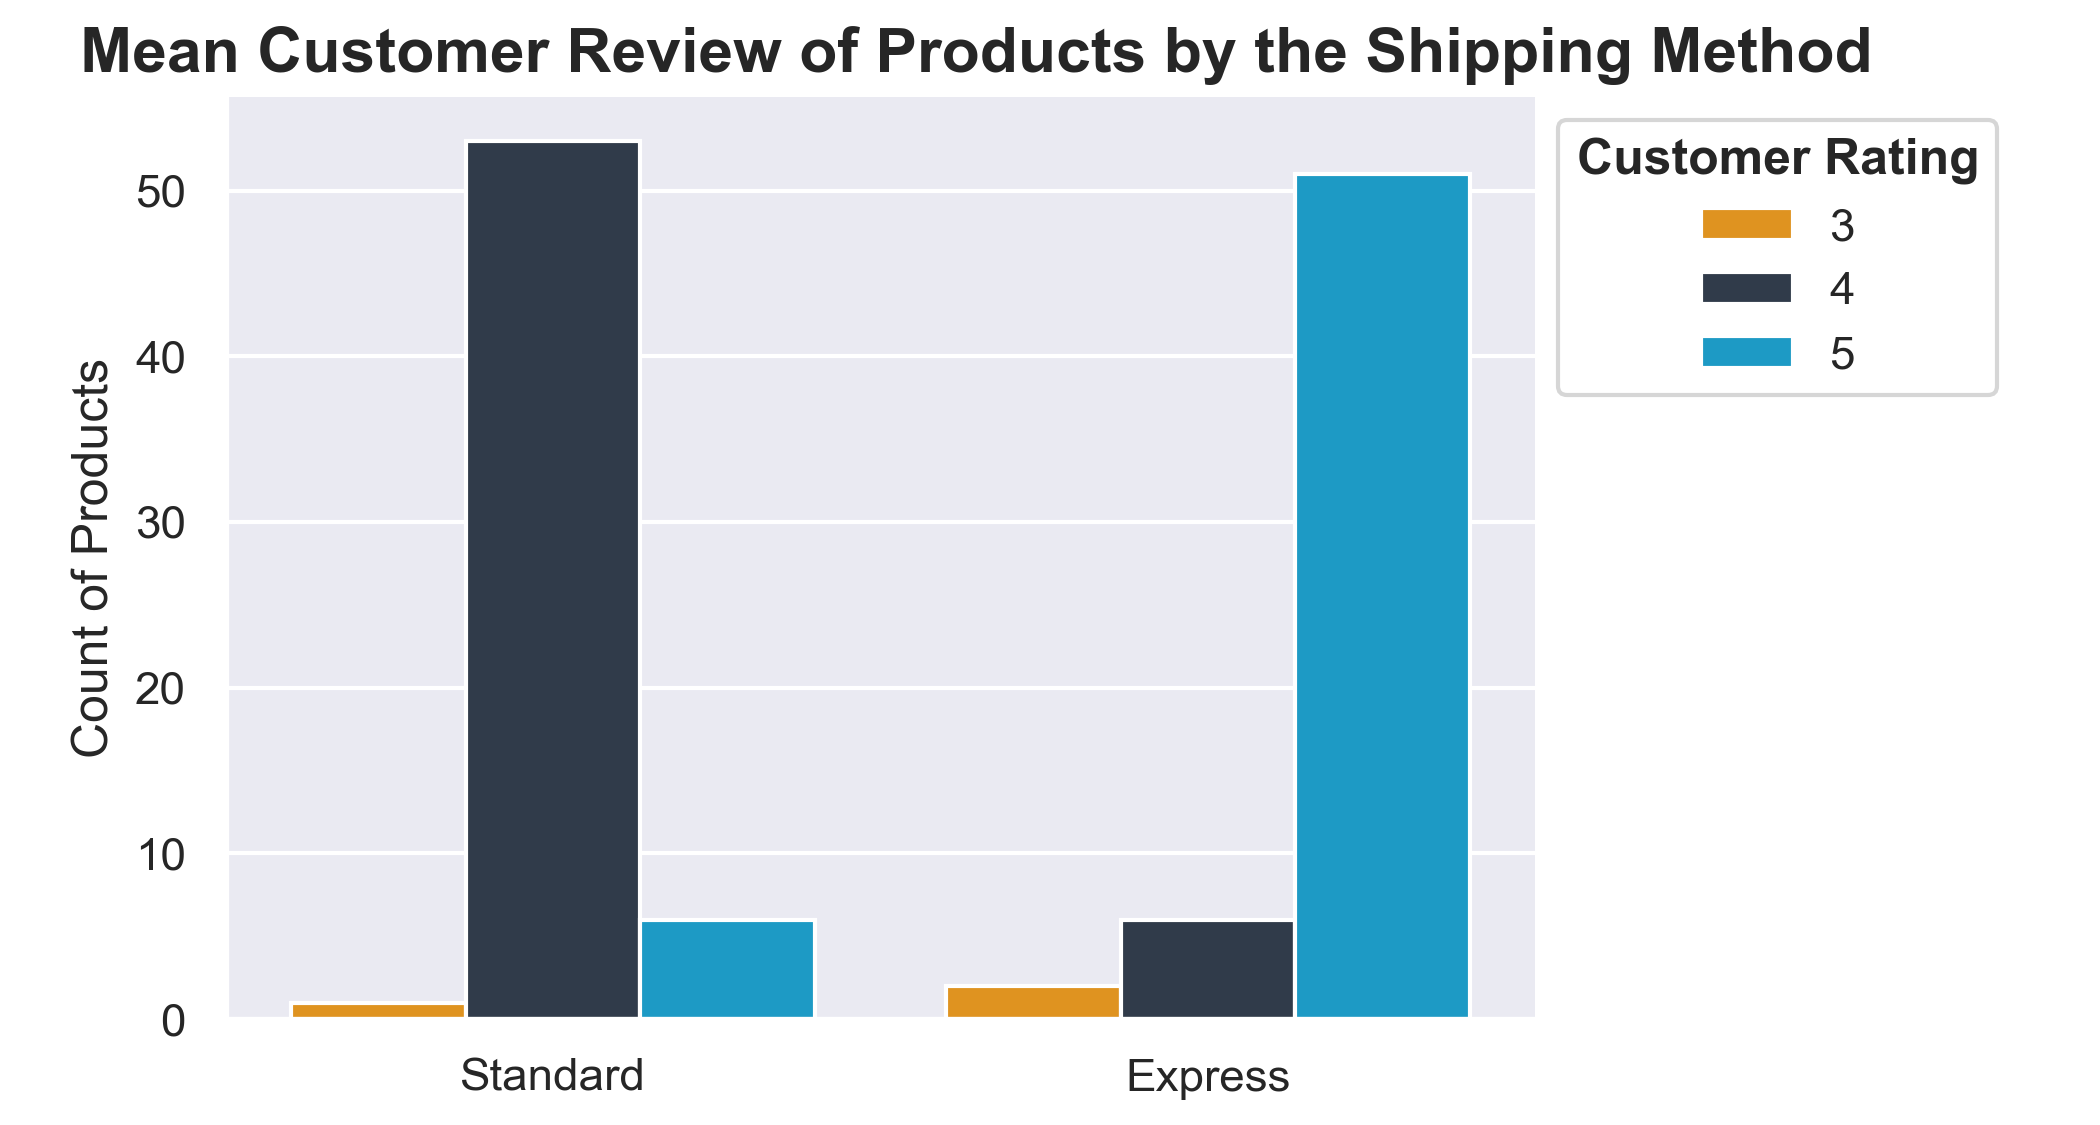 Mean Customer Review of Products by the Shipping Method
Customer Rating
3
4
5
Count of Products
50
40
30
20
10
0
Standard
Express